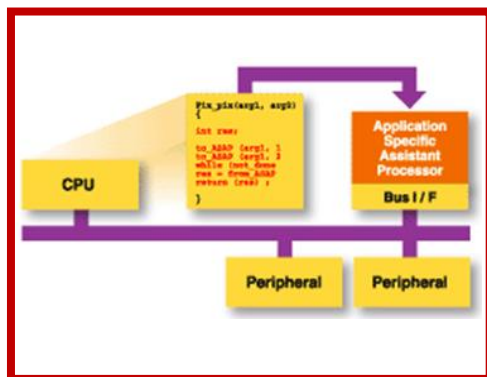 Pix_pix(arg1, arg2)
{
int res;
to_ASAP (arg1, 1
to_ASAP (arg1, 2
while (not_done
res = from_ASAP
return (res) ;
}
Application
Specific
Assistant
Processor
Bus I / F
CPU
Peripheral
Peripheral